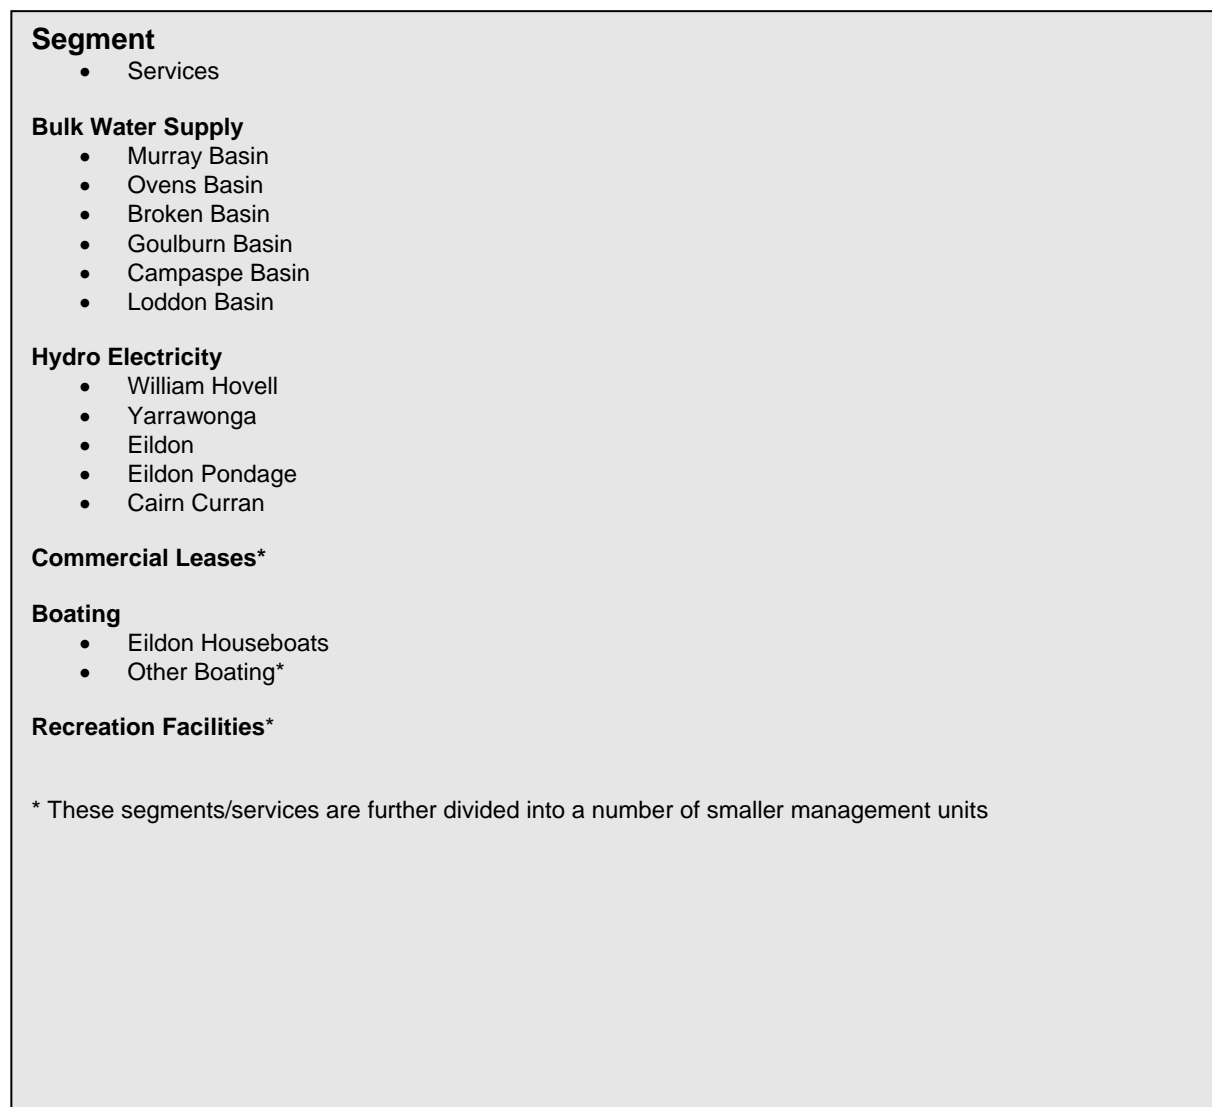 Segment
• Services
Bulk Water Supply
• Murray Basin
• Ovens Basin
• Broken Basin
• Goulburn Basin
• Campaspe Basin
• Loddon Basin
Hydro Electricity
• William Hovell
• Yarrawonga
• Eildon
• Eildon Pondage
• Cairn Curran
Commercial Leases*
Boating
• Eildon Houseboats
• Other Boating*
Recreation Facilities*
* These segments/services are further divided into a number of smaller management units